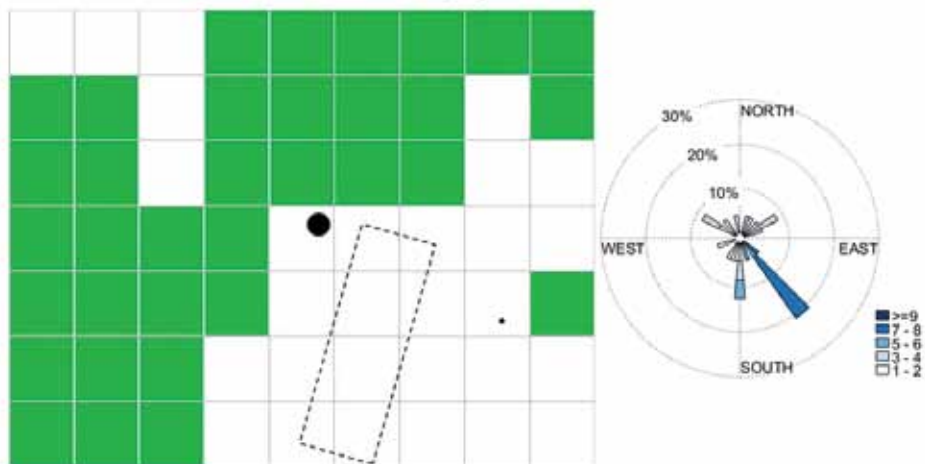 30%
NORTH
20%
10%
WEST
EAST
SOUTH
>=9
7 - 8
5 - 6
3 - 4
1 - 2